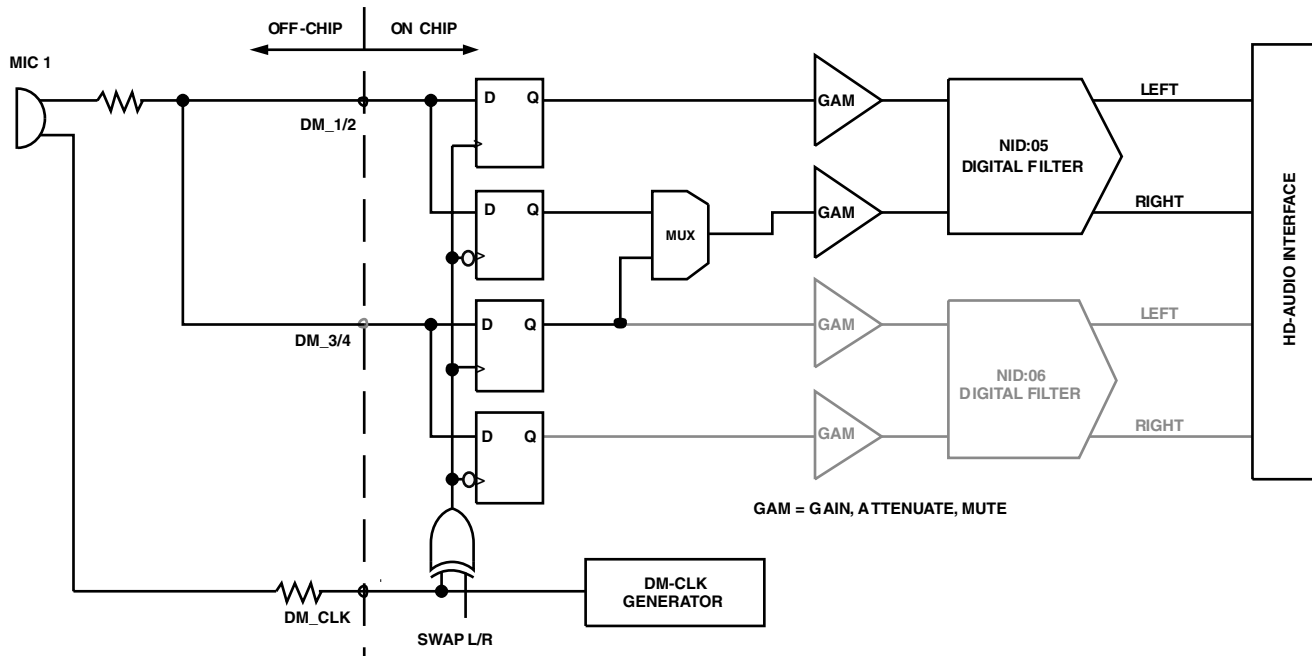 OFF-CHIP
ON CHIP
MIC 1
DM_1/2
D
Q
GAM
NID:05
DIGITAL FILTER
LEFT
RIGHT
D
Q
MUX
GAM
HD-AUDIO INTERFACE
DM_3/4
D
Q
GAM
NID:06
DIGITAL FILTER
LEFT
RIGHT
D
Q
GAM
GAM = GAIN, ATTENUATE, MUTE
DM_CLK
SWAP L/R
DM-CLK
GENERATOR